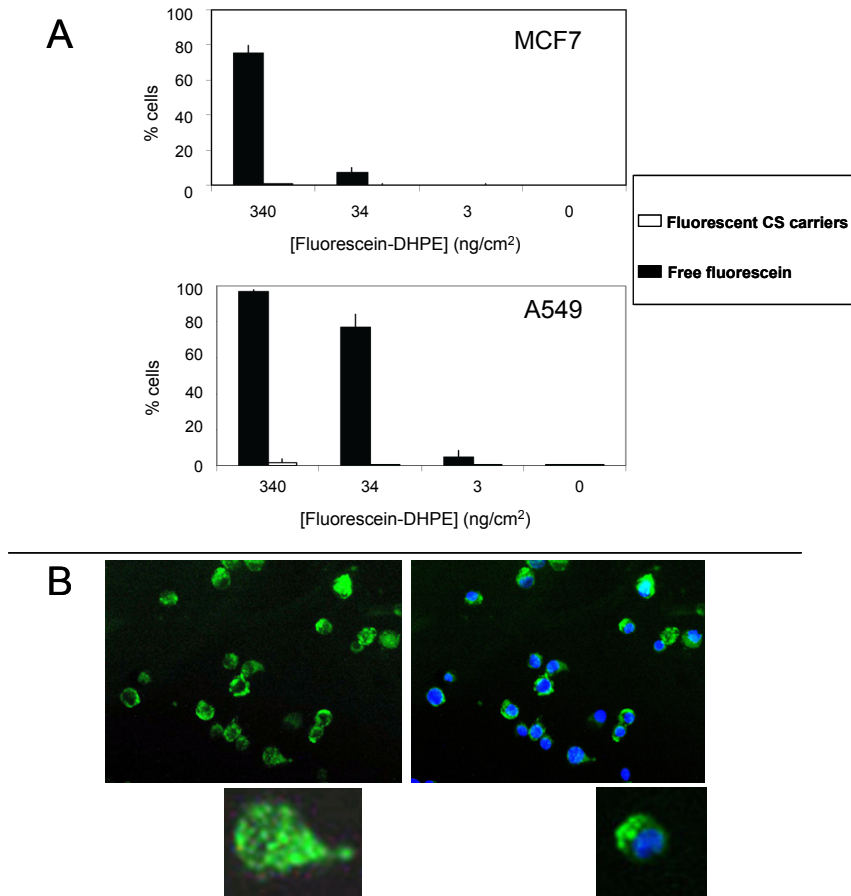 A
MCF7
100
80
60
40
20
0
% cells
340 34 3 0
[Fluorescein-DHPE] (ng/cm²)
Fluorescent CS carriers
Free fluorescein
A549
100
80
60
40
20
0
% cells
340 34 3 0
[Fluorescein-DHPE] (ng/cm²)
B